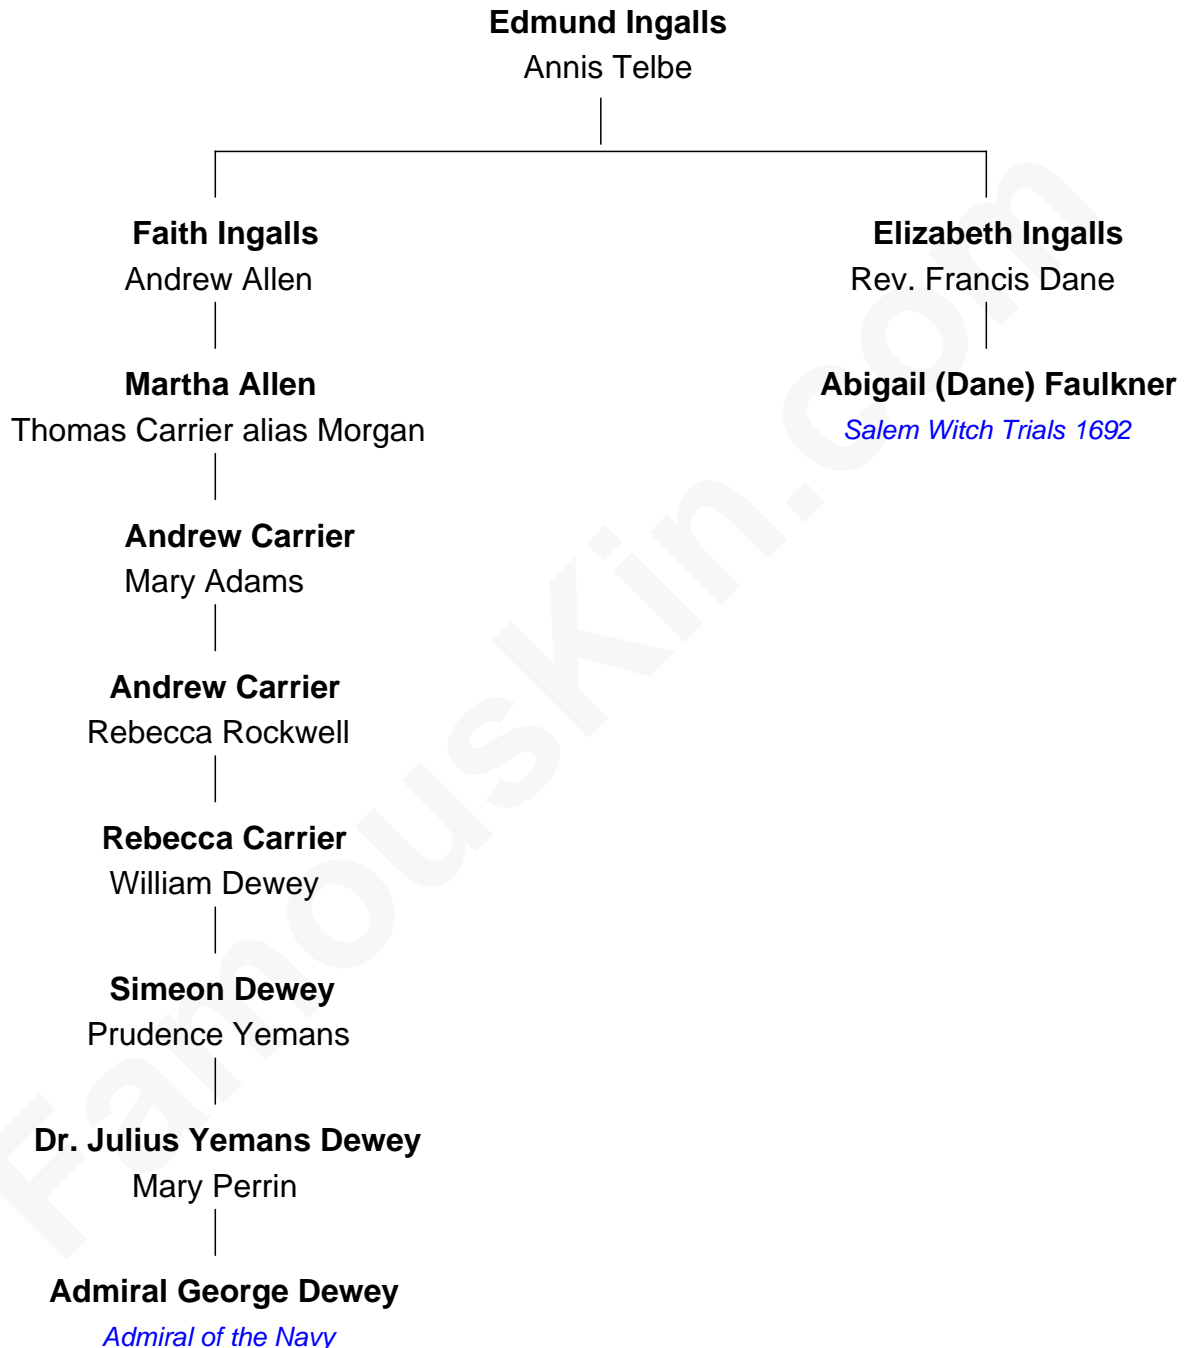 Edmund Ingalls
Annis Telbe
Faith Ingalls
Andrew Allen
Elizabeth Ingalls
Rev. Francis Dane
Martha Allen
Thomas Carrier alias Morgan
Abigail (Dane) Faulkner
Salem Witch Trials 1692
Andrew Carrier
Mary Adams
Andrew Carrier
Rebecca Rockwell
Rebecca Carrier
William Dewey
Simeon Dewey
Prudence Yemans
Dr. Julius Yemans Dewey
Mary Perrin
Admiral George Dewey
Admiral of the Navy
FamousKin.com